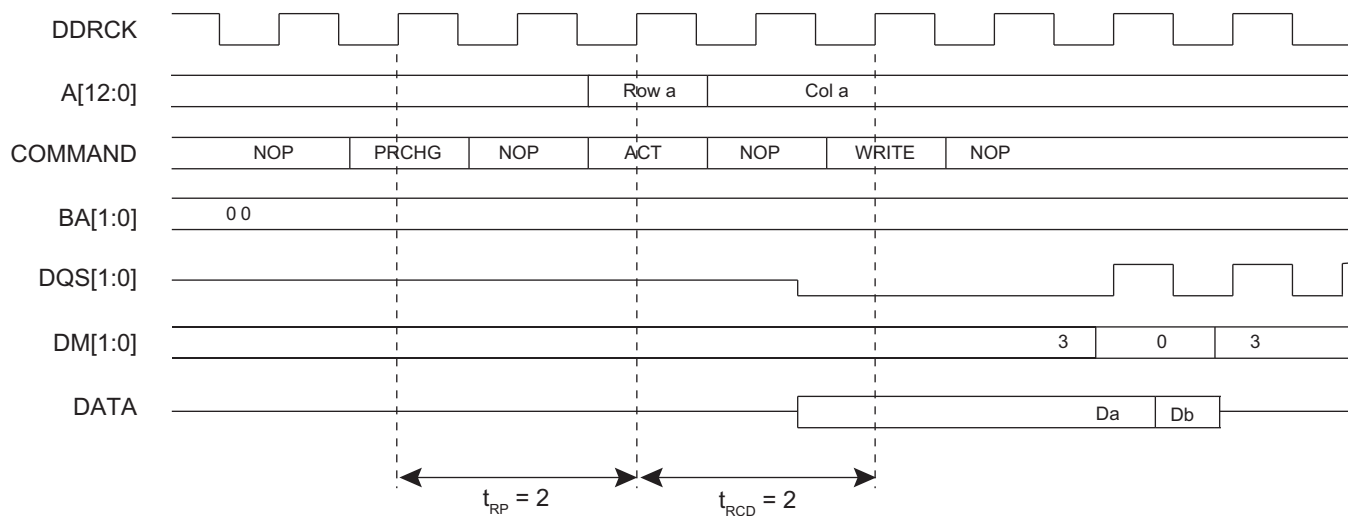 DDRCK
A[12:0] Row a Col a
COMMAND NOP PRCHG NOP ACT NOP WRITE NOP
BA[1:0] 0 0
DQS[1:0]
DM[1:0] 3 0 3
DATA Da Db
tRP = 2 tRCD = 2